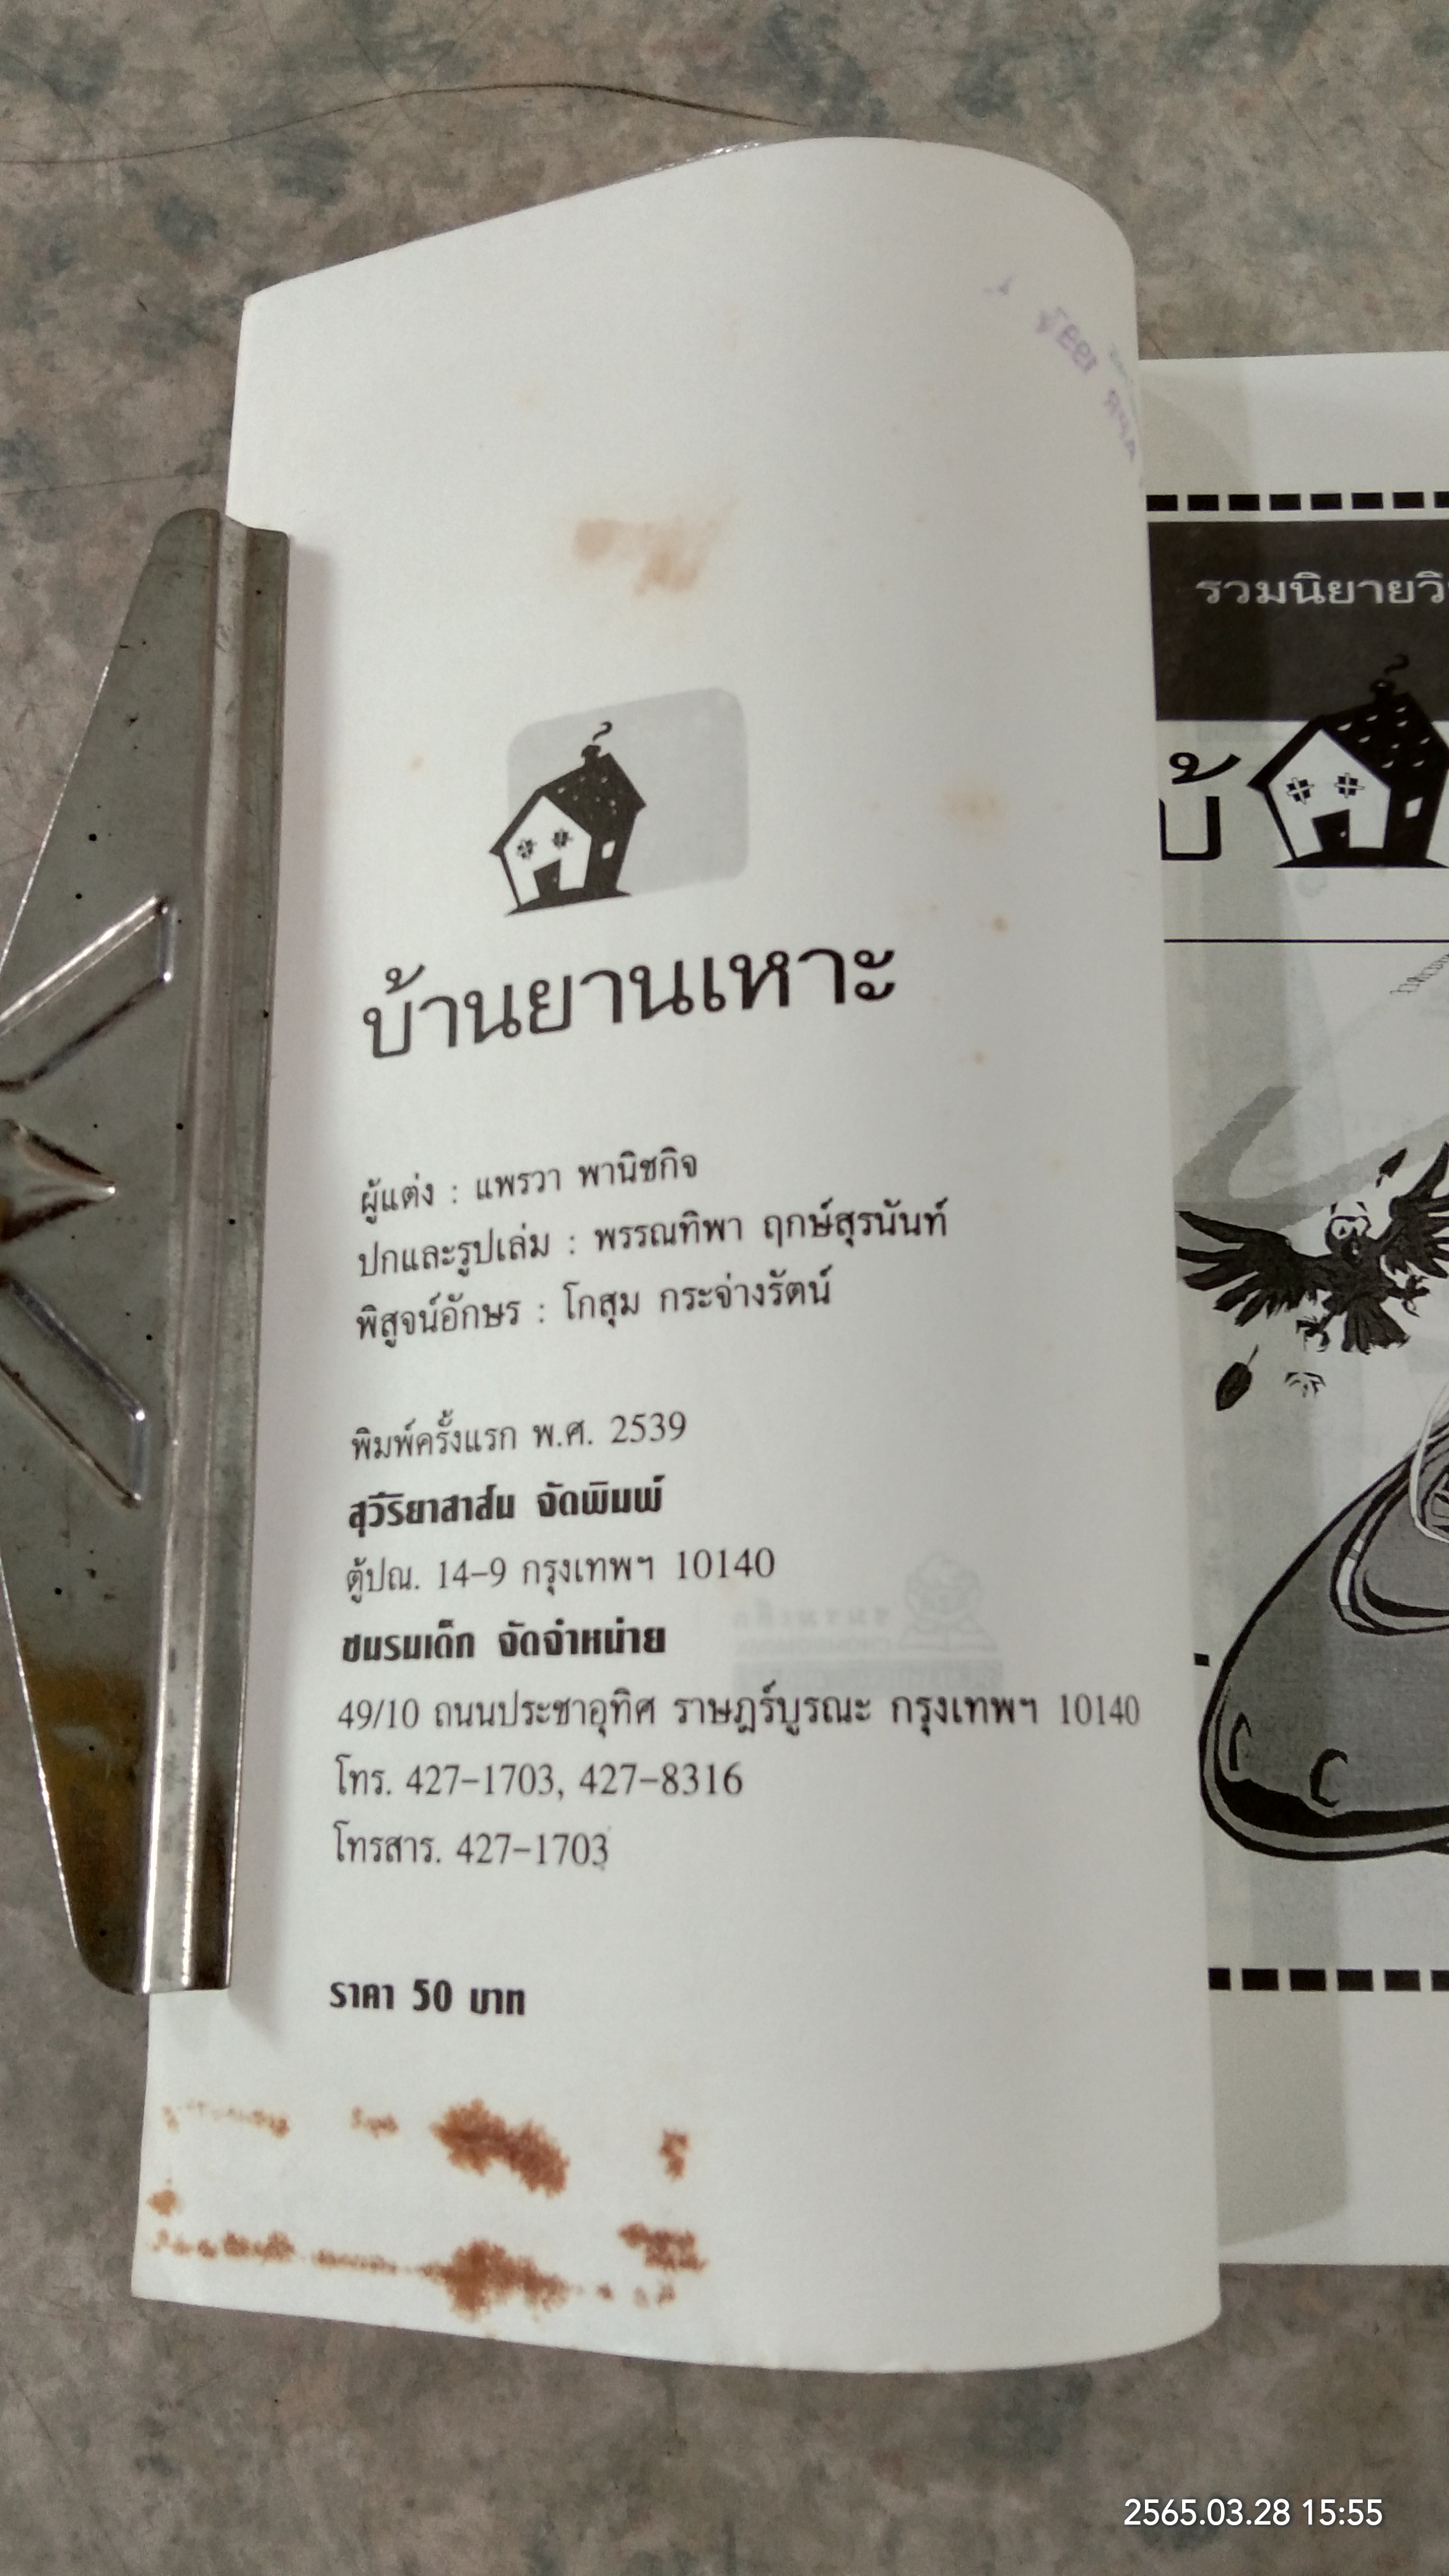 บ้านยานเหาะ
ผู้แต่ง : แพรวา พานิชกิจ
ปกและรูปเล่ม : พรรณทิพา ฤกษ์สุรนันท์
พิสูจน์อักษร : โกสุม กระจ่างรัตน์
พิมพ์ครั้งแรก พ.ศ. 2539
สุวีริยาสาส์น จัดพิมพ์
ตู้ปณ. 14-9 กรุงเทพฯ 10140
ชมรมเด็ก จัดจำหน่าย
49/10 ถนนประชาอุทิศ ราษฎร์บูรณะ กรุงเทพฯ 10140
โทร. 427-1703, 427-8316
โทรสาร. 427-1703
ราคา 50 บาท
รวมนิยายวิ
บ้
2565.03.28 15:55